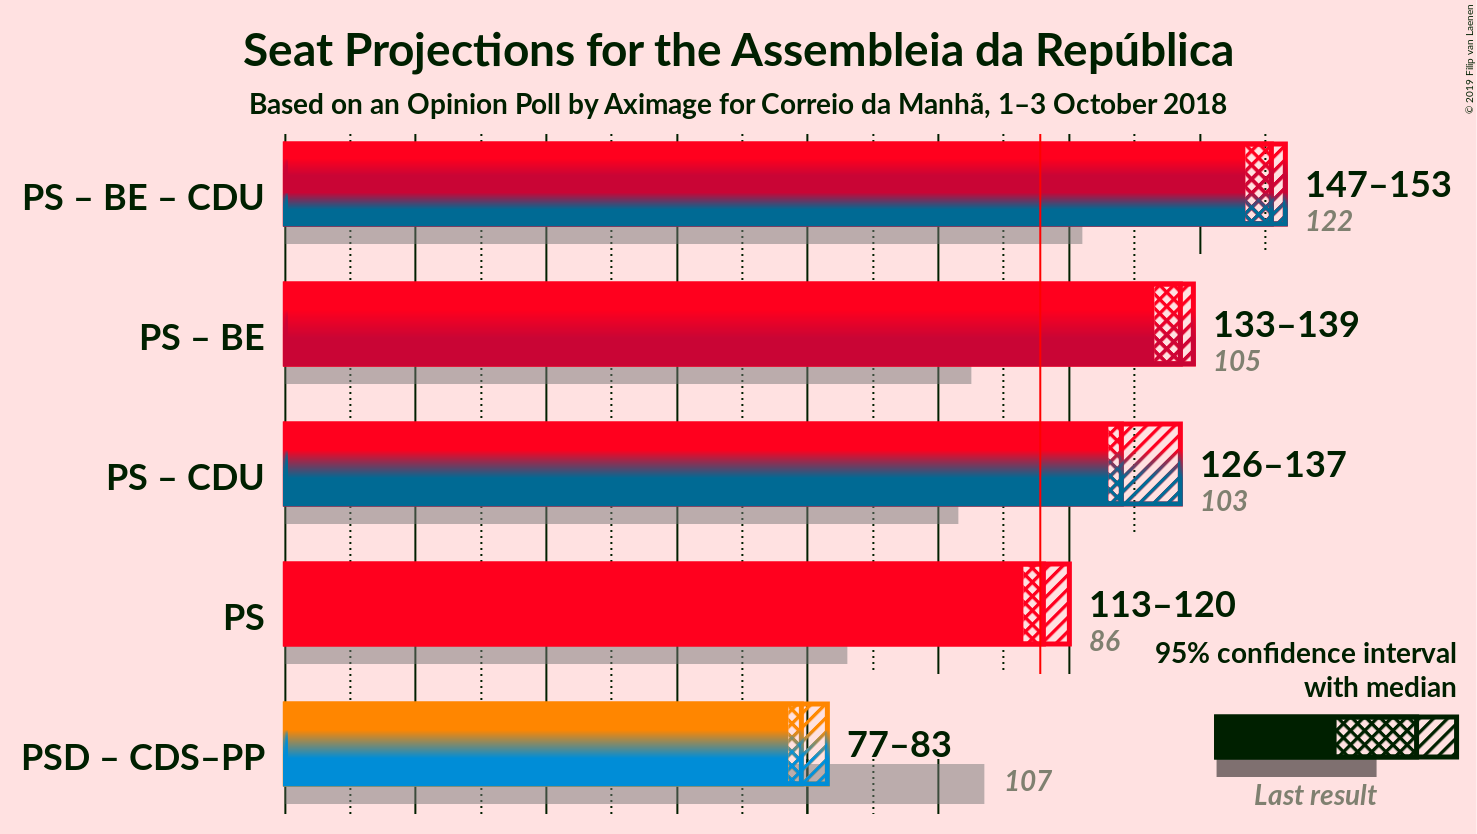 Seat Projections for the Assembleia da República
Based on an Opinion Poll by Aximage for Correio da Manhã, 1–3 October 2018
© 2019 Filip van Laenen
PS – BE – CDU
147–153
122
PS – BE
133–139
105
PS – CDU
126–137
103
PS
113–120
86
PSD – CDS–PP
77–83
107
95% confidence interval
with median
Last result